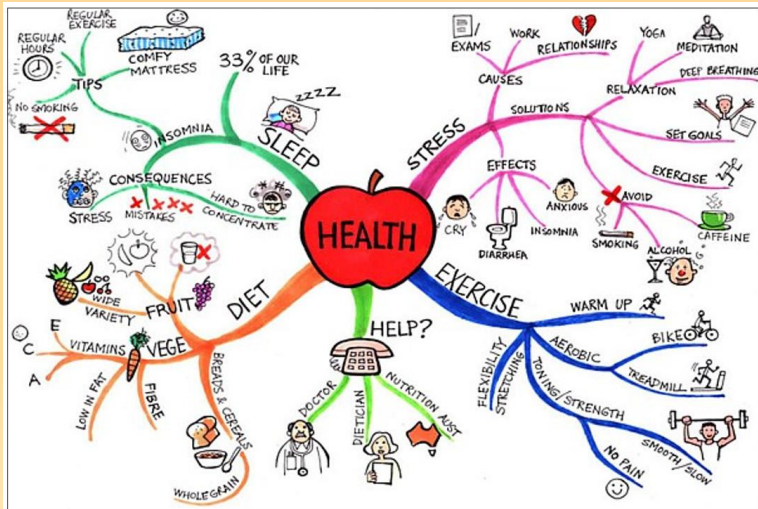 HEALTH
SLEEP
33% OF OUR
LIFE
ZZZZ
INSOMNIA
TIPS
REGULAR
EXERCISE
REGULAR
HOURS
COMFY
MATTRESS
NO SMOKING
CONSEQUENCES
STRESS
MISTAKES
HARD TO
CONCENTRATE
STRESS
CAUSES
EXAMS
WORK
RELATIONSHIPS
SOLUTIONS
RELAXATION
YOGA
MEDITATION
DEEP BREATHING
SET GOALS
EXERCISE
AVOID
SMOKING
ALCOHOL
CAFFEINE
EFFECTS
CRY
DIARRHEA
INSOMNIA
ANXIOUS
EXERCISE
WARM UP
AEROBIC
BIKE
TREADMILL
TONING/STRENGTH
SMOOTH/SLOW
NO PAIN
FLEXIBILITY
STRETCHING
HELP?
DOCTOR
DIETICIAN
NUTRITION AUST
DIET
FRUIT
WIDE
VARIETY
VEGE
VITAMINS
E
C
A
LOW IN FAT
FIBRE
BREADS & CEREALS
WHOLEGRAIN